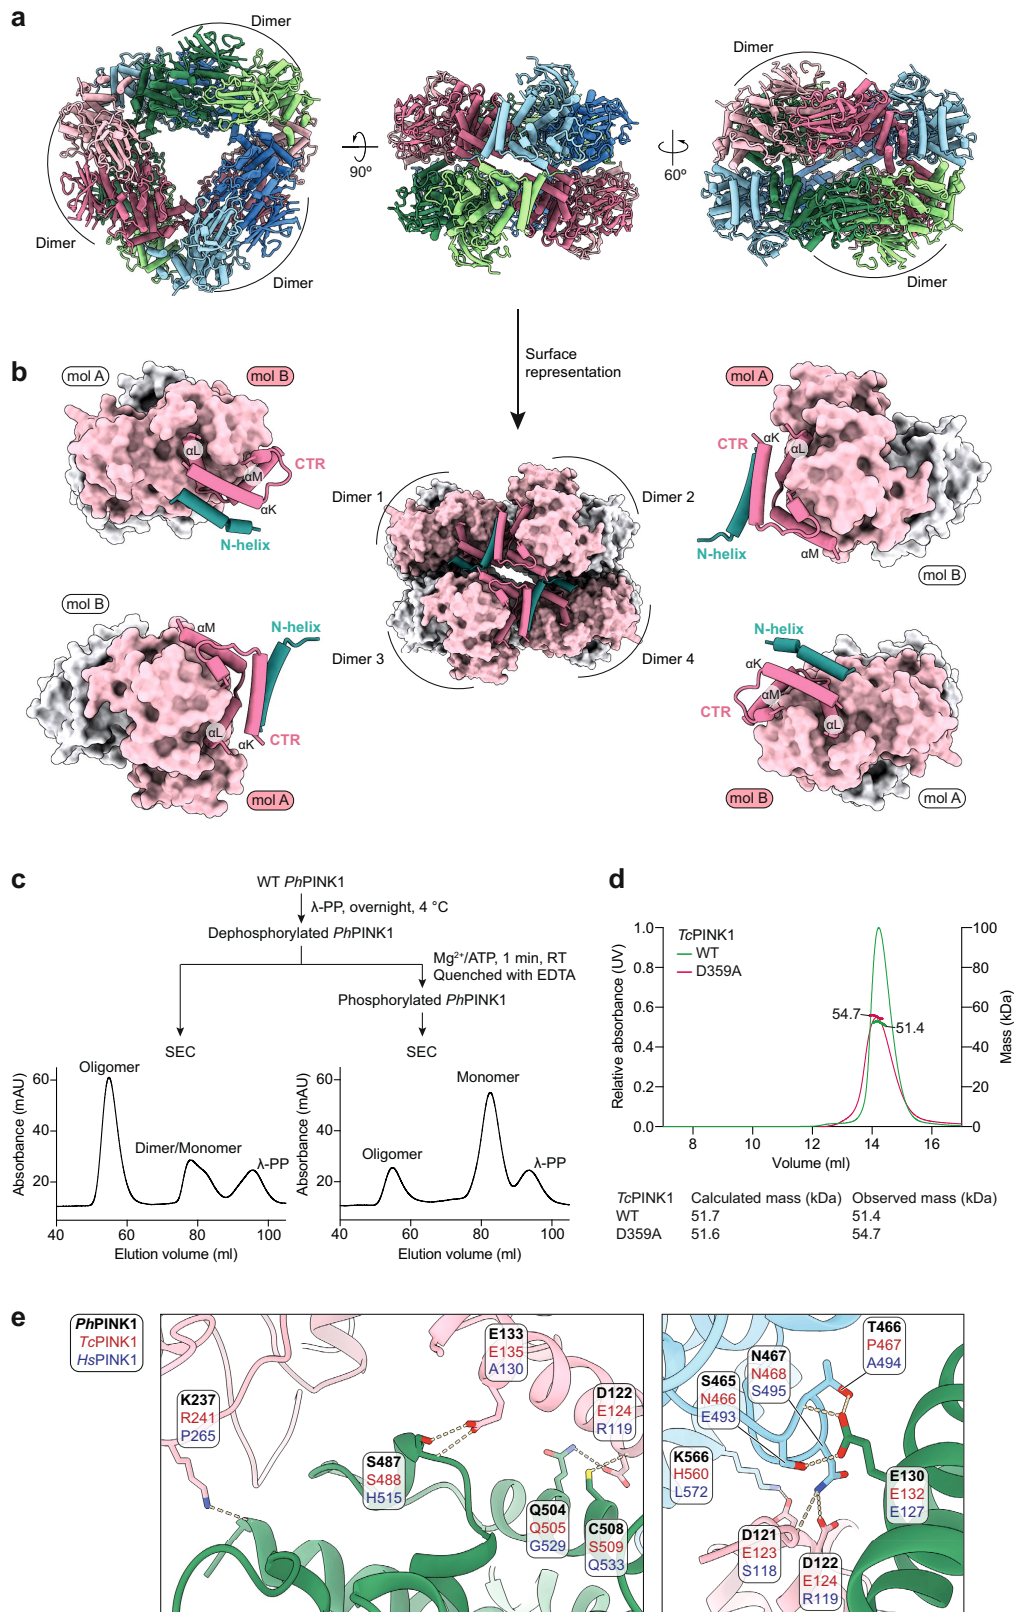 a
Dimer
Dimer
Dimer
90º
60º
Dimer
Dimer
Surface
representation
b
mol A
mol B
αL
αM
αK
CTR
N-helix
mol A
CTR
αK
αL
N-helix
αM
mol B
Dimer 1
Dimer 2
Dimer 3
Dimer 4
mol B
αM
N-helix
αL
αK
CTR
mol A
N-helix
αK
αM
CTR
αL
mol B
mol A
c
WT PhPINK1
λ-PP, overnight, 4 °C
Dephosphorylated PhPINK1
Mg²⁺/ATP, 1 min, RT
Quenched with EDTA
Phosphorylated PhPINK1
SEC
SEC
Absorbance (mAU)
60
40
20
Oligomer
Dimer/Monomer
λ-PP
40 60 80 100
Elution volume (ml)
Absorbance (mAU)
60
40
20
Oligomer
Monomer
λ-PP
40 60 80 100
Elution volume (ml)
d
TcPINK1
WT
D359A
Relative absorbance (UV)
1.0
0.8
0.6
0.4
0.2
0.0
100
80
60
40
20
0
Mass (kDa)
54.7
51.4
8 10 12 14 16
Volume (ml)
TcPINK1 Calculated mass (kDa) Observed mass (kDa)
WT 51.7 51.4
D359A 51.6 54.7
e
PhPINK1
TcPINK1
HsPINK1
K237
R241
P265
E133
E135
A130
D122
E124
R119
S487
S488
H515
Q504
Q505
G529
C508
S509
Q533
T466
P467
A494
N467
N468
S495
S465
N466
E493
K566
H560
L572
E130
E132
E127
D121
E123
S118
D122
E124
R119